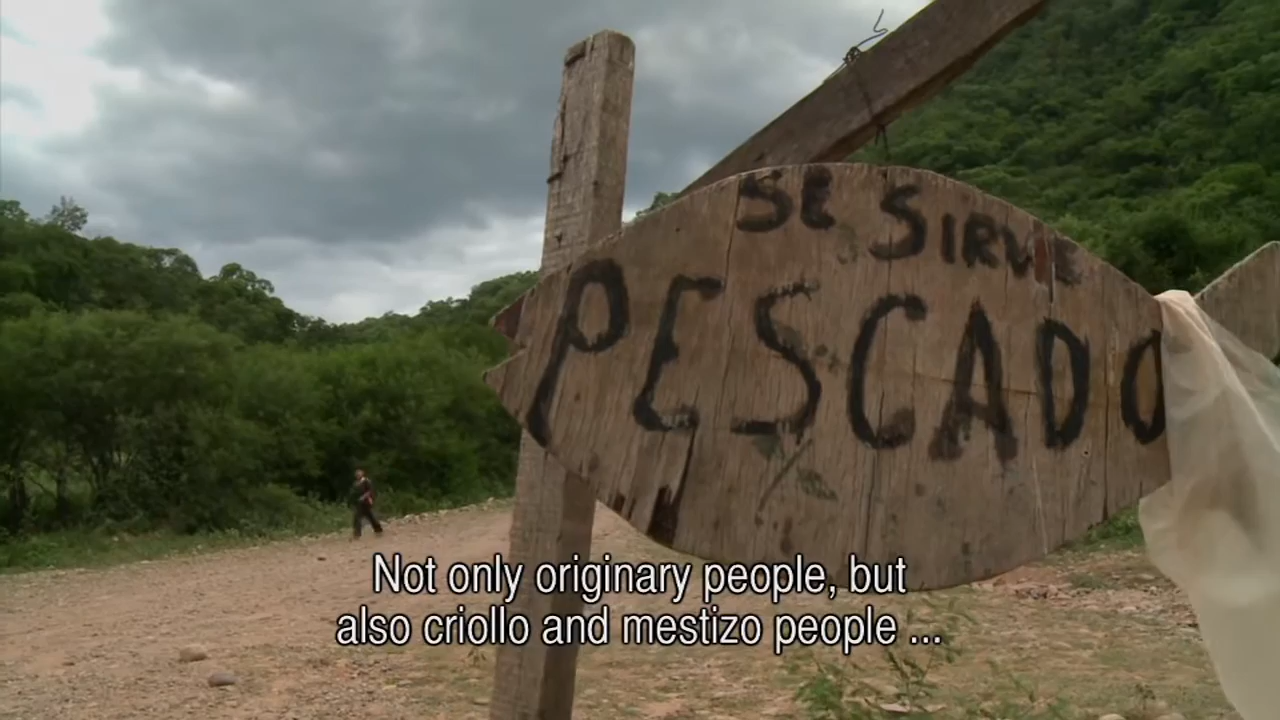 SE SIRVE
PESCADO
Not only originary people, but
also criollo and mestizo people ...